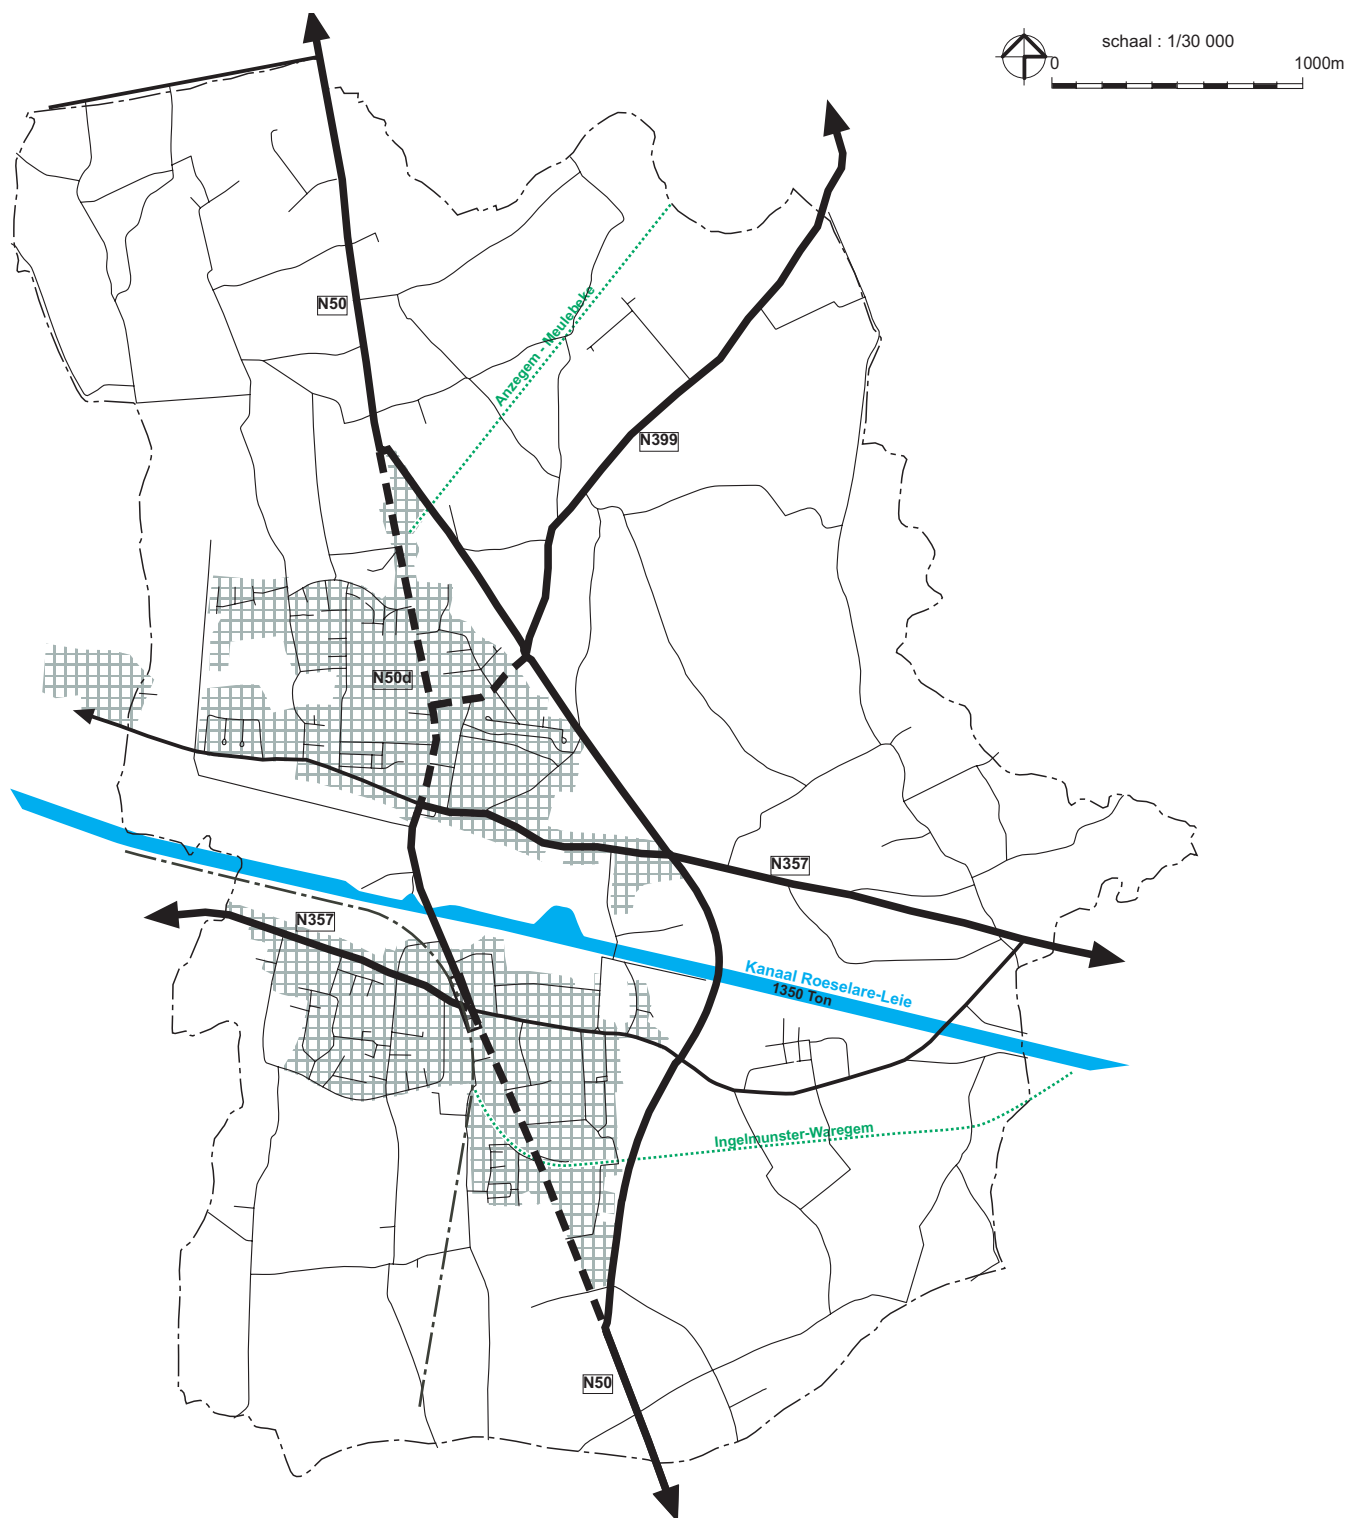 schaal : 1/30 000
0
1000m
N50
Anzegem - Meulebeke
N399
N50d
N357
N357
Kanaal Roeselare-Leie
1350 Ton
Ingelmunster-Waregem
N50